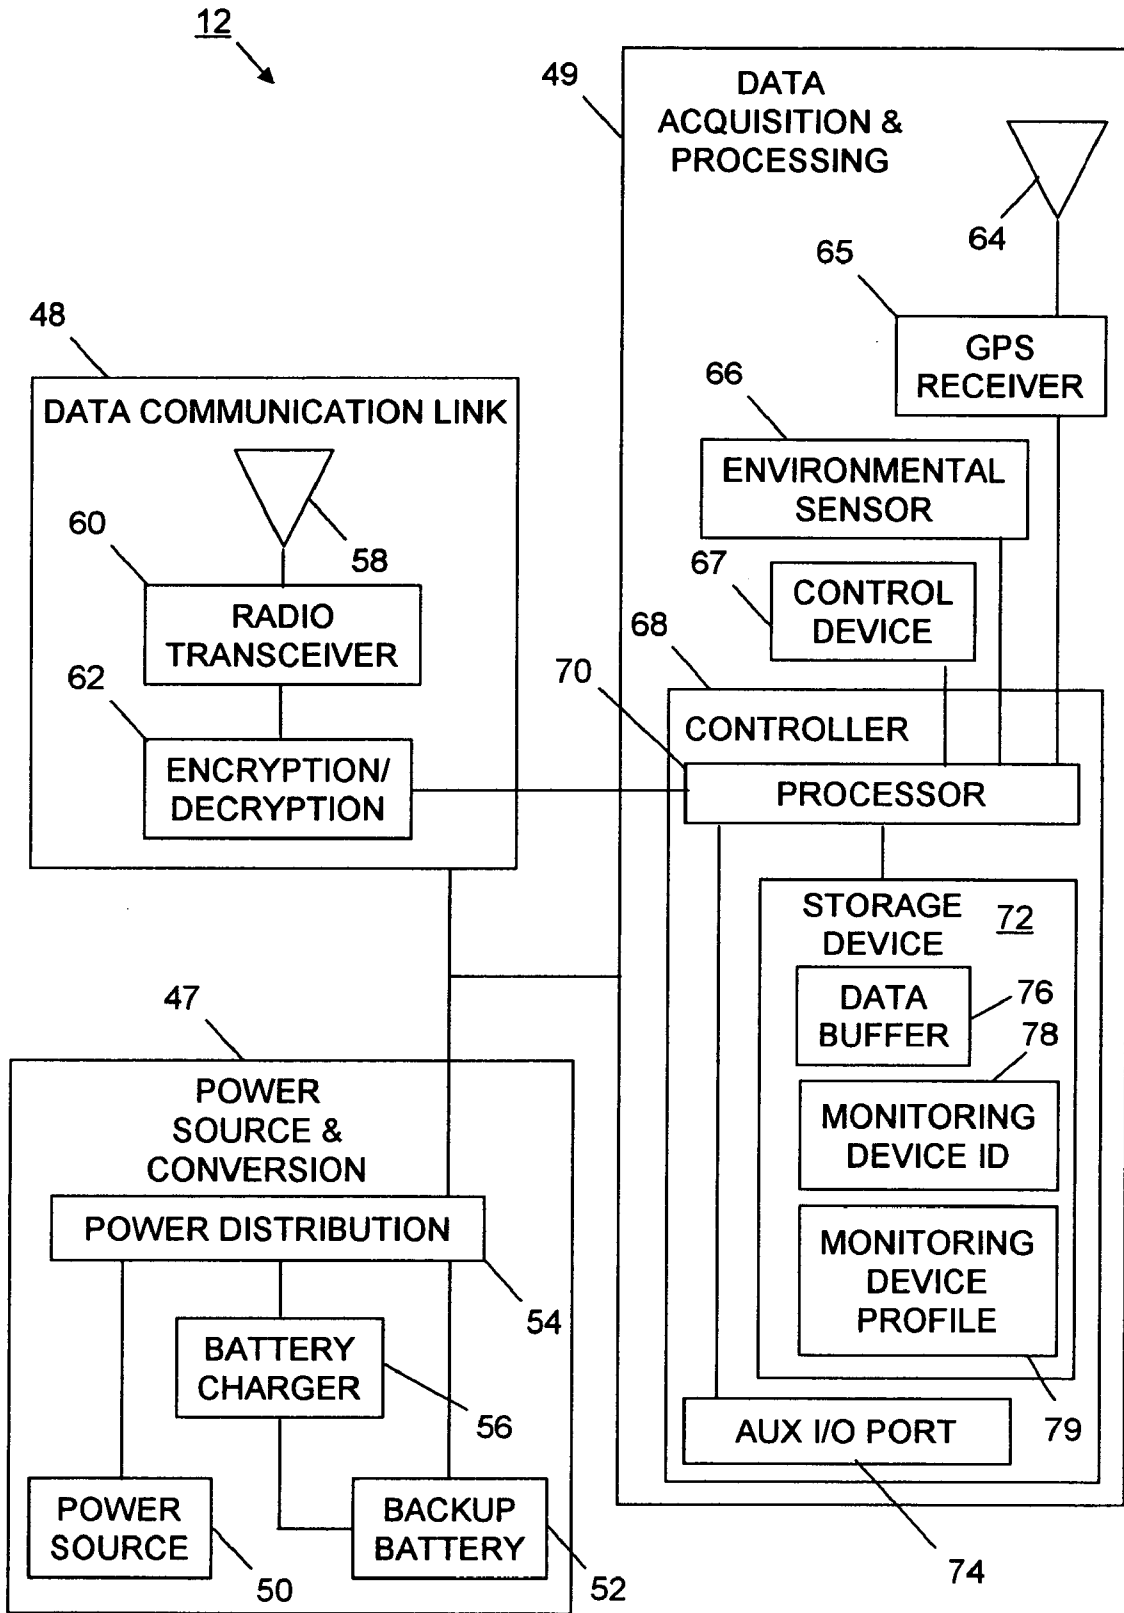 12
49
DATA
ACQUISITION &
PROCESSING
64
65
GPS
RECEIVER
48
DATA COMMUNICATION LINK
66
ENVIRONMENTAL
SENSOR
58
60
RADIO
TRANSCEIVER
67
CONTROL
DEVICE
68
62
ENCRYPTION/
DECRYPTION
70
CONTROLLER
PROCESSOR
STORAGE
DEVICE
72
DATA
BUFFER
76
78
MONITORING
DEVICE ID
MONITORING
DEVICE
PROFILE
79
AUX I/O PORT
74
47
POWER
SOURCE &
CONVERSION
POWER DISTRIBUTION
54
BATTERY
CHARGER
56
POWER
SOURCE
50
BACKUP
BATTERY
52